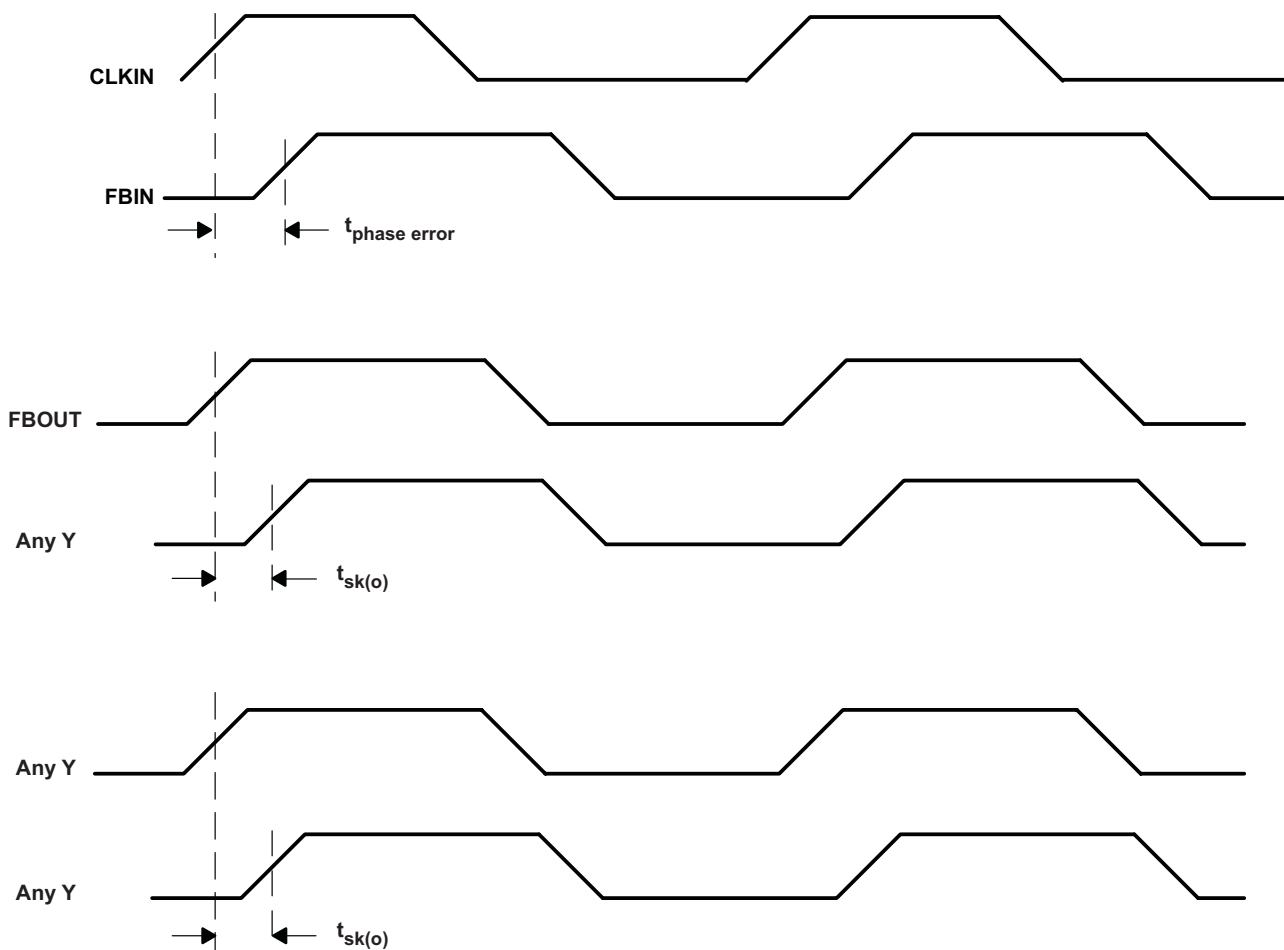 CLKIN
FBIN
tphase error
FBOUT
Any Y
tsk(o)
Any Y
Any Y
tsk(o)